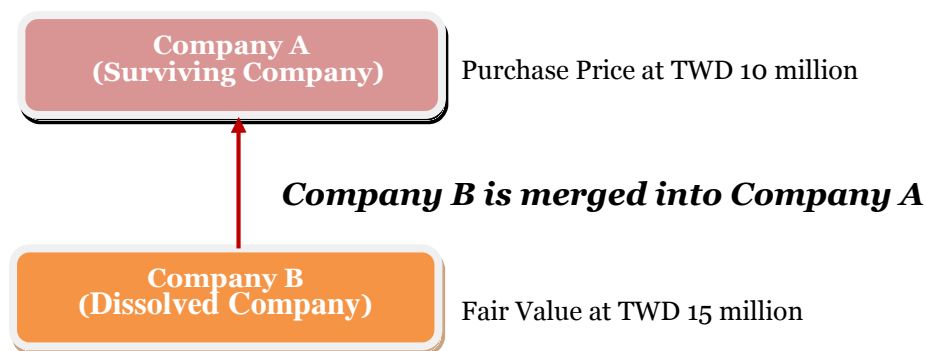 Company A
(Surviving Company)
Purchase Price at TWD 10 million
Company B is merged into Company A
Company B
(Dissolved Company)
Fair Value at TWD 15 million